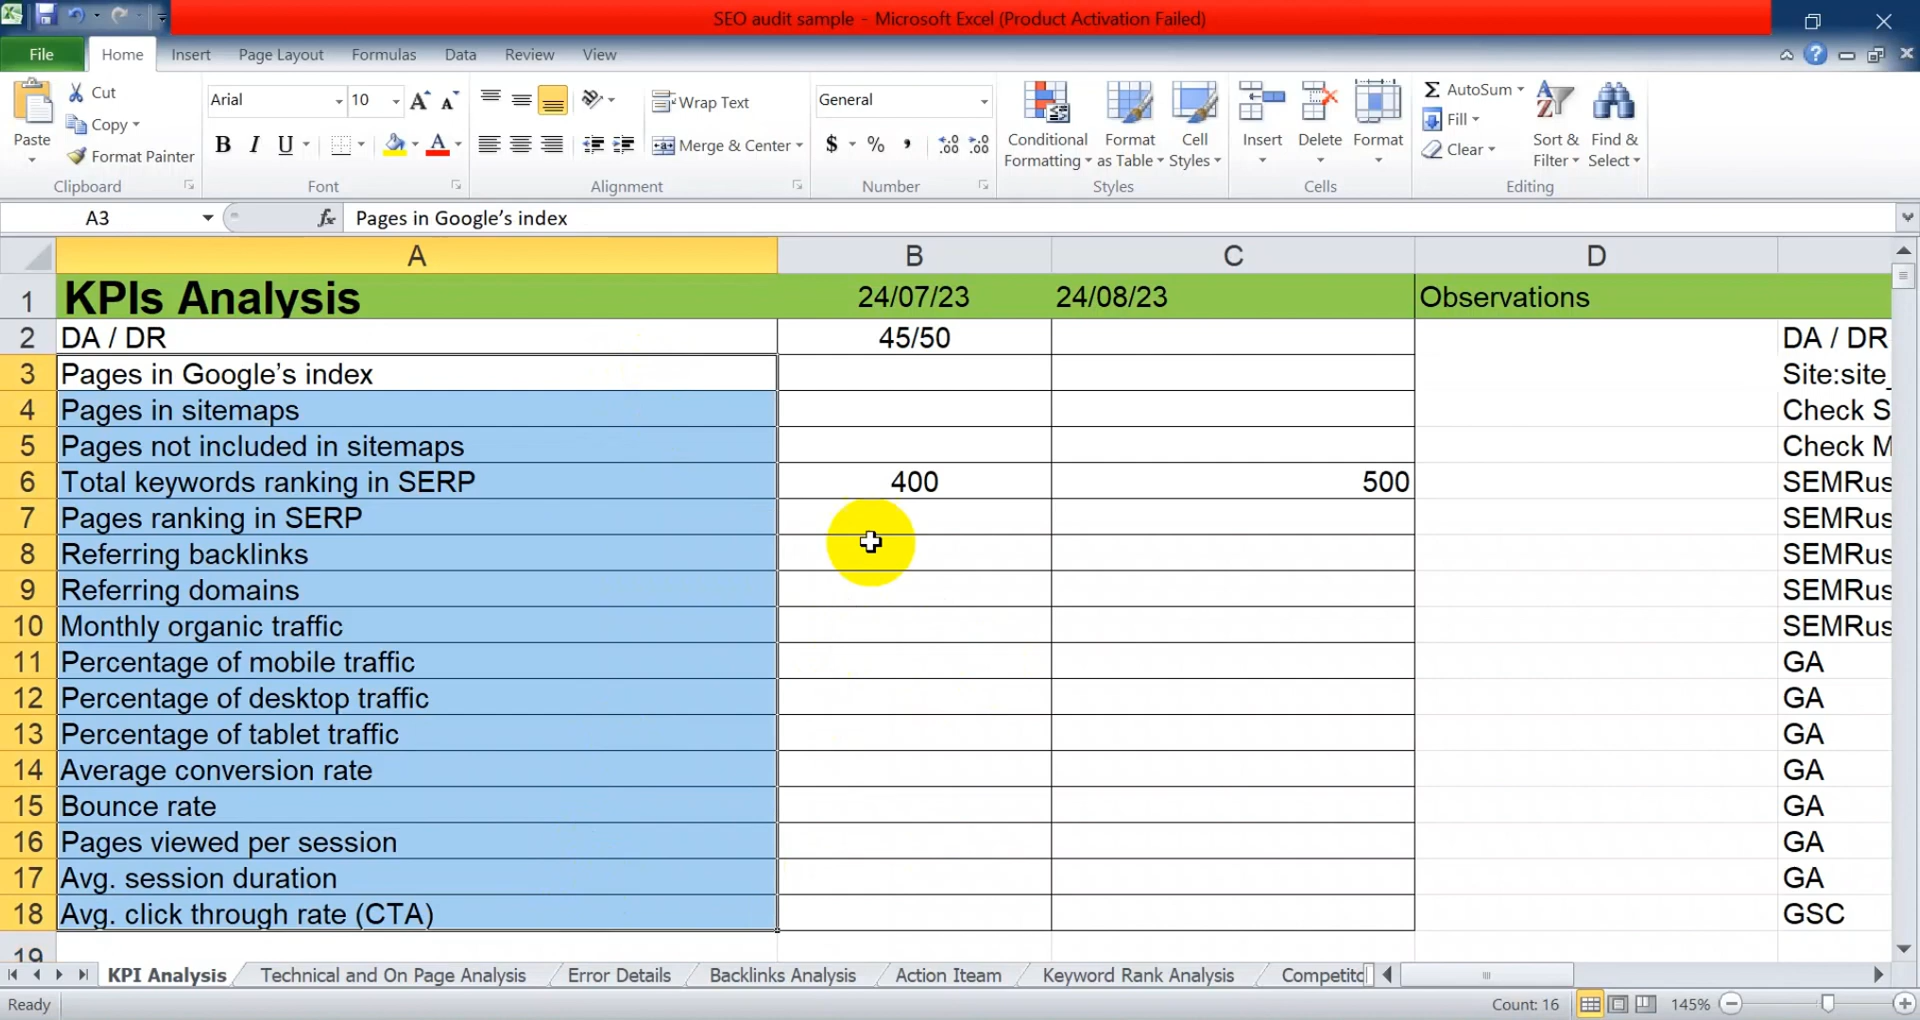 SEO audit sample - Microsoft Excel (Product Activation Failed)
File Home Insert Page Layout Formulas Data Review View
Paste
Cut
Copy
Format Painter
Clipboard
Arial 10
B I U
Font
Wrap Text
Merge & Center
Alignment
General
$ % ,
Number
Conditional Formatting
Format as Table
Cell Styles
Styles
Insert
Delete
Format
Cells
AutoSum
Fill
Clear
Sort & Filter
Find & Select
Editing
A3 fx Pages in Google’s index
A B C D
1 KPIs Analysis 24/07/23 24/08/23 Observations
2 DA / DR 45/50 DA / DR
3 Pages in Google’s index Site:site_
4 Pages in sitemaps Check S
5 Pages not included in sitemaps Check M
6 Total keywords ranking in SERP 400 500 SEMRus
7 Pages ranking in SERP SEMRus
8 Referring backlinks SEMRus
9 Referring domains SEMRus
10 Monthly organic traffic SEMRus
11 Percentage of mobile traffic GA
12 Percentage of desktop traffic GA
13 Percentage of tablet traffic GA
14 Average conversion rate GA
15 Bounce rate GA
16 Pages viewed per session GA
17 Avg. session duration GA
18 Avg. click through rate (CTA) GSC
19
KPI Analysis Technical and On Page Analysis Error Details Backlinks Analysis Action Iteam Keyword Rank Analysis Competito
Ready Count: 16 145%